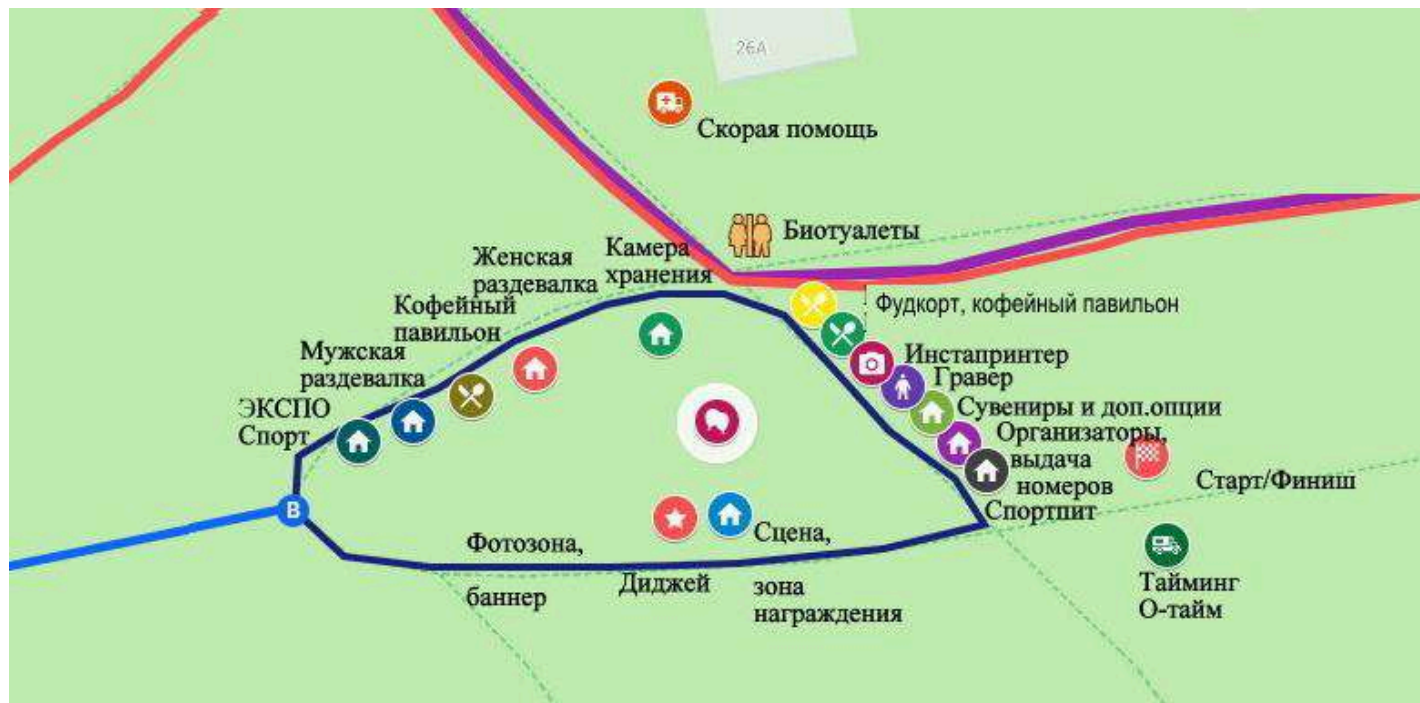 26А
Скорая помощь
Биотуалеты
Женская
раздевалка
Камера
хранения
Кофейный
павильон
Фудкорт, кофейный павильон
Мужская
раздевалка
Инстапринтер
Гравер
ЭКСПО
Спорт
Сувениры и доп.опции
Организаторы,
выдача
номеров
Спортпит
Старт/Финиш
B
Фотозона,
баннер
Диджей
Сцена,
зона
награждения
Тайминг
О-тайм